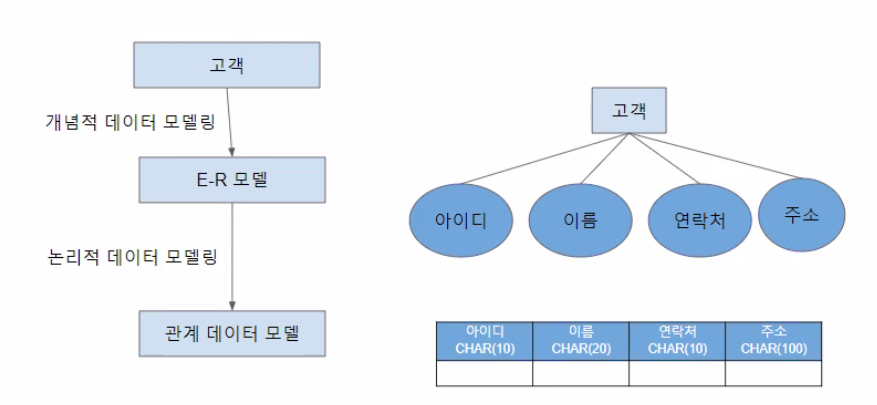 고객
개념적 데이터 모델링
E-R 모델
논리적 데이터 모델링
관계 데이터 모델
고객
아이디 이름 연락처 주소
아이디 이름 연락처 주소
CHAR(10) CHAR(20) CHAR(10) CHAR(100)